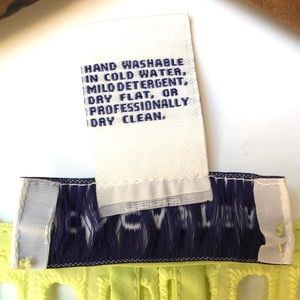 HAND WASHABLE
IN COLD WATER,
MILD DETERGENT,
DRY FLAT, OR
PROFESSIONALLY
DRY CLEAN.